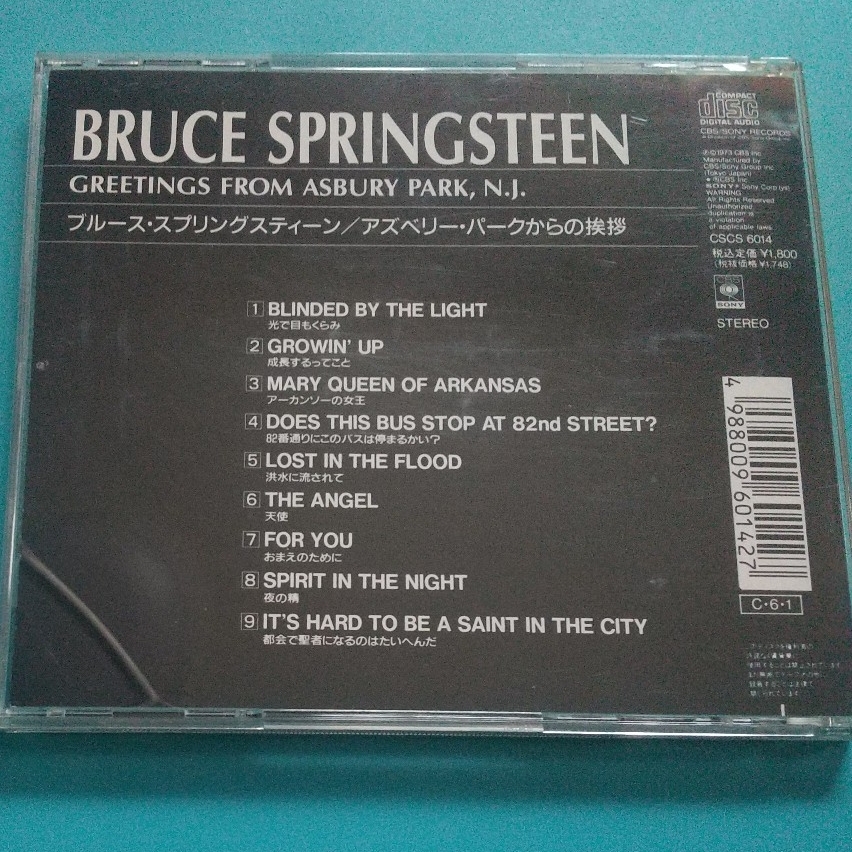 BRUCE SPRINGSTEEN
GREETINGS FROM ASBURY PARK, N.J.
ブルース・スプリングスティーン/アズベリー・パークからの挨拶
COMPACT
disc
DIGITAL AUDIO
CBS/SONY RECORDS
℗©1973 CBS Inc.
Manufactured by
CBS/Sony Group Inc.
(Tokyo Japan)
WARNING
All Rights Reserved
Unauthorized
duplication is
a violation
of applicable laws
CSCS 6014
税込定価 ¥1,800
(税抜価格 ¥1,748)
SONY
STEREO
1 BLINDED BY THE LIGHT
光で目もくらみ
2 GROWIN' UP
成長するってこと
3 MARY QUEEN OF ARKANSAS
アーカンソーの女王
4 DOES THIS BUS STOP AT 82nd STREET?
82番通りにこのバスは停まるかい?
5 LOST IN THE FLOOD
洪水に流されて
6 THE ANGEL
天使
7 FOR YOU
おまえのために
8 SPIRIT IN THE NIGHT
夜の精
9 IT'S HARD TO BE A SAINT IN THE CITY
都会で聖者になるのはたいへんだ
4 988009 601427
C・6・1